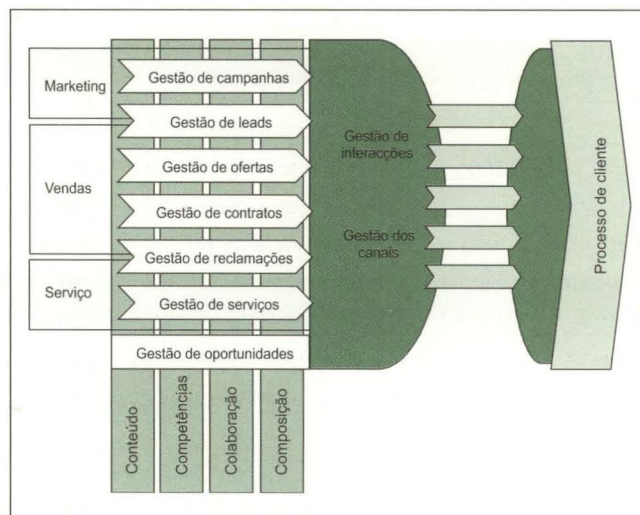 Marketing
Vendas
Serviço
Gestão de campanhas
Gestão de leads
Gestão de ofertas
Gestão de contratos
Gestão de reclamações
Gestão de serviços
Gestão de oportunidades
Conteúdo
Competências
Colaboração
Composição
Gestão de
interacções
Gestão dos
canais
Processo de cliente